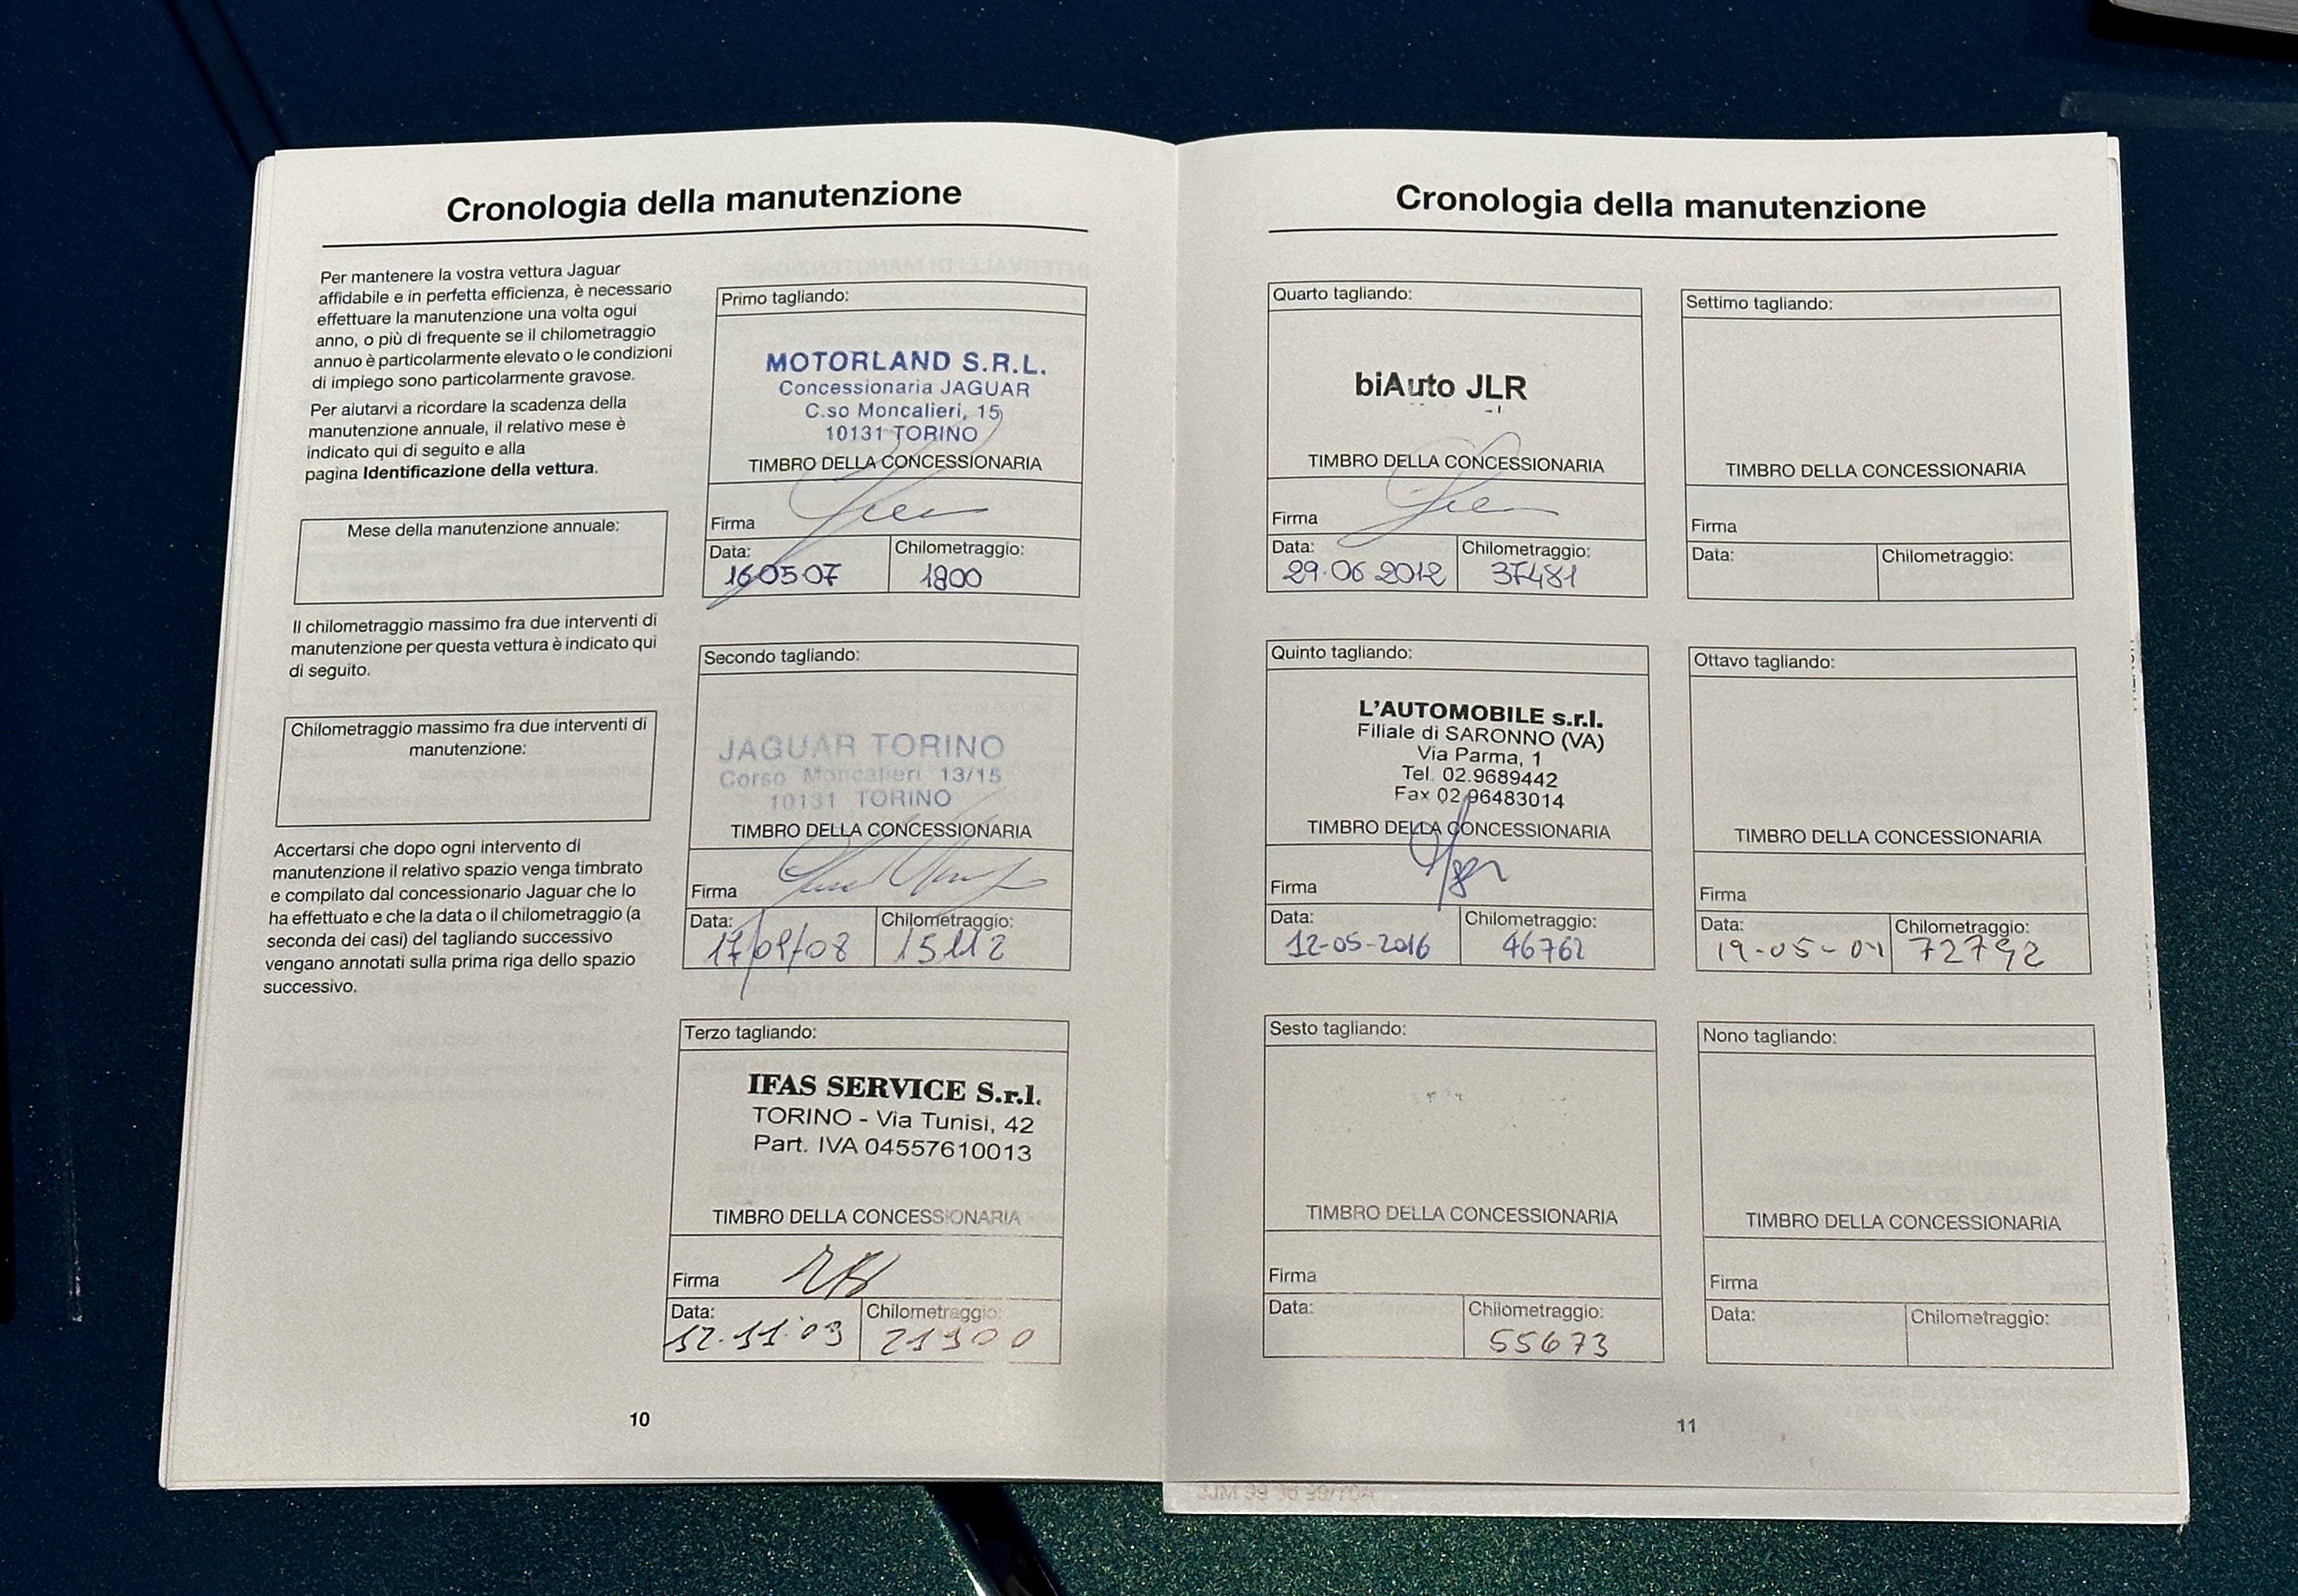 Cronologia della manutenzione
Per mantenere la vostra vettura Jaguar
affidabile e in perfetta efficienza, è necessario
effettuare la manutenzione una volta ogul
anno, o più di frequente se il chilometraggio
annuo è particolarmente elevato o le condizioni
di impiego sono particolarmente gravose.
Per aiutarvi a ricordare la scadenza della
manutenzione annuale, il relativo mese è
indicato qui di seguito e alla
pagina Identificazione della vettura.
Mese della manutenzione annuale:
Il chilometraggio massimo fra due interventi di
manutenzione per questa vettura è indicato qui
di seguito.
Chilometraggio massimo fra due interventi di
manutenzione:
Accertarsi che dopo ogni intervento di
manutenzione il relativo spazio venga timbrato
e compilato dal concessionario Jaguar che lo
ha effettuato e che la data o il chilometraggio (a
seconda dei casi) del tagliando successivo
vengano annotati sulla prima riga dello spazio
successivo.
Primo tagliando:
MOTORLAND S.R.L.
Concessionaria JAGUAR
C.so Moncalieri, 15
10131 TORINO
TIMBRO DELLA CONCESSIONARIA
Firma
Data: Chilometraggio:
16 05 07 1800
Secondo tagliando:
JAGUAR TORINO
Corso Moncalieri 13/15
10131 TORINO
TIMBRO DELLA CONCESSIONARIA
Firma
Data: Chilometraggio:
17/09/08 15112
Terzo tagliando:
IFAS SERVICE S.r.l.
TORINO - Via Tunisi, 42
Part. IVA 04557610013
TIMBRO DELLA CONCESSIONARIA
Firma
Data: Chilometraggio:
12.11.09 21900
10
Cronologia della manutenzione
Quarto tagliando:
biAuto JLR
TIMBRO DELLA CONCESSIONARIA
Firma
Data: Chilometraggio:
29.06 2012 37481
Quinto tagliando:
L'AUTOMOBILE s.r.l.
Filiale di SARONNO (VA)
Via Parma, 1
Tel. 02.9689442
Fax 02 96483014
TIMBRO DELLA CONCESSIONARIA
Firma
Data: Chilometraggio:
12-05-2016 46762
Sesto tagliando:
TIMBRO DELLA CONCESSIONARIA
Firma
Data: Chilometraggio:
55673
Settimo tagliando:
TIMBRO DELLA CONCESSIONARIA
Firma
Data: Chilometraggio:
Ottavo tagliando:
TIMBRO DELLA CONCESSIONARIA
Firma
Data: Chilometraggio:
72792
Nono tagliando:
TIMBRO DELLA CONCESSIONARIA
Firma
Data: Chilometraggio:
11